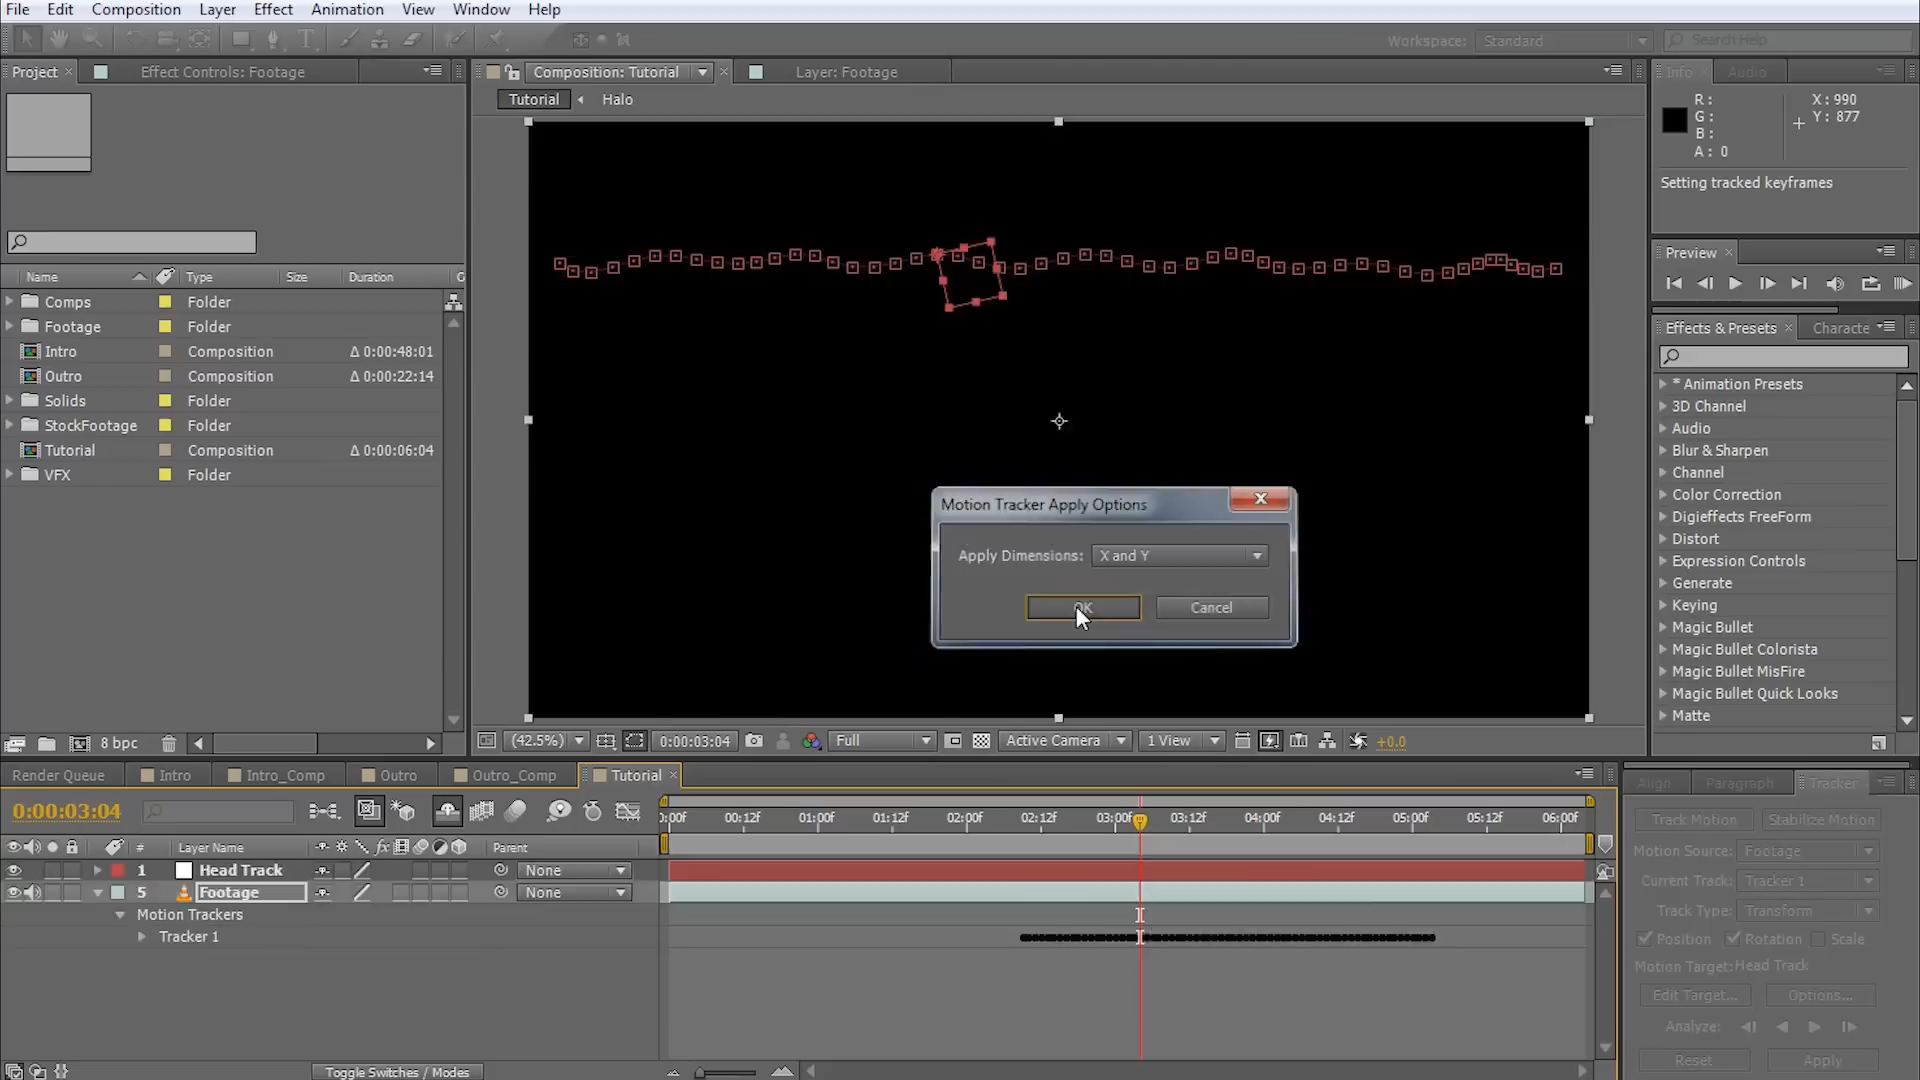 File Edit Composition Layer Effect Animation View Window Help
Workspace: Standard Search Help
Project Effect Controls: Footage
Composition: Tutorial Layer: Footage
Tutorial Halo
Info Audio
R: X: 990
G: Y: 877
B:
A: 0
Setting tracked keyframes
Preview
Effects & Presets Characte
* Animation Presets
3D Channel
Audio
Blur & Sharpen
Channel
Color Correction
Digieffects FreeForm
Distort
Expression Controls
Generate
Keying
Magic Bullet
Magic Bullet Colorista
Magic Bullet MisFire
Magic Bullet Quick Looks
Matte
Name Type Size Duration
Comps Folder
Footage Folder
Intro Composition Δ 0:00:48:01
Outro Composition Δ 0:00:22:14
Solids Folder
StockFootage Folder
Tutorial Composition Δ 0:00:06:04
VFX Folder
8 bpc
Motion Tracker Apply Options
Apply Dimensions: X and Y
OK Cancel
(42.5%) 0:00:03:04 Full Active Camera 1 View +0.0
Render Queue Intro Intro_Comp Outro Outro_Comp Tutorial
0:00:03:04
0:00f 00:12f 01:00f 01:12f 02:00f 02:12f 03:00f 03:12f 04:00f 04:12f 05:00f 05:12f 06:00f
# Layer Name fx Parent
1 Head Track None
5 Footage None
Motion Trackers
Tracker 1
Toggle Switches / Modes
Align Paragraph Tracker
Track Motion Stabilize Motion
Motion Source: Footage
Current Track: Tracker 1
Track Type: Transform
Position Rotation Scale
Motion Target: Head Track
Edit Target... Options...
Analyze:
Reset Apply